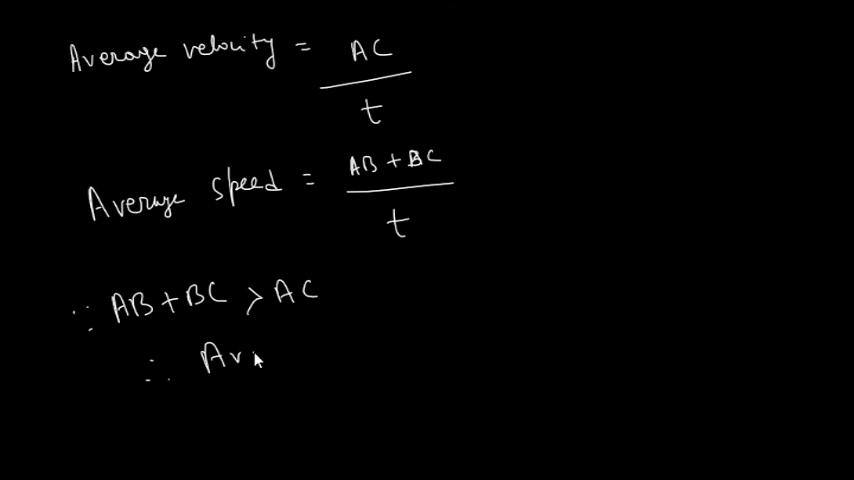 Average velocity = AC
t
Average speed = AB + BC
t
∵ AB + BC > AC
∴ Av